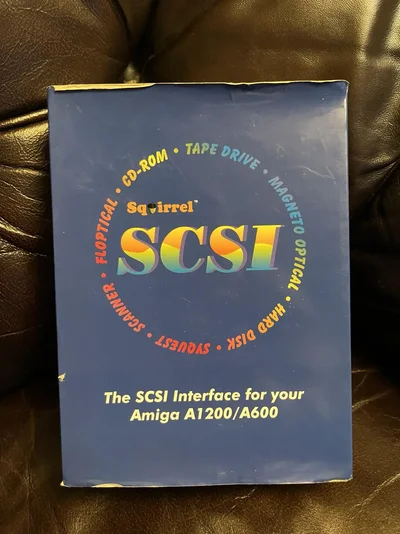 CD-ROM • TAPE DRIVE • MAGNETO OPTICAL • HARD DISK • SYQUEST • SCANNER • FLOPTICAL •
Squirrel™
SCSI
The SCSI Interface for your
Amiga A1200/A600